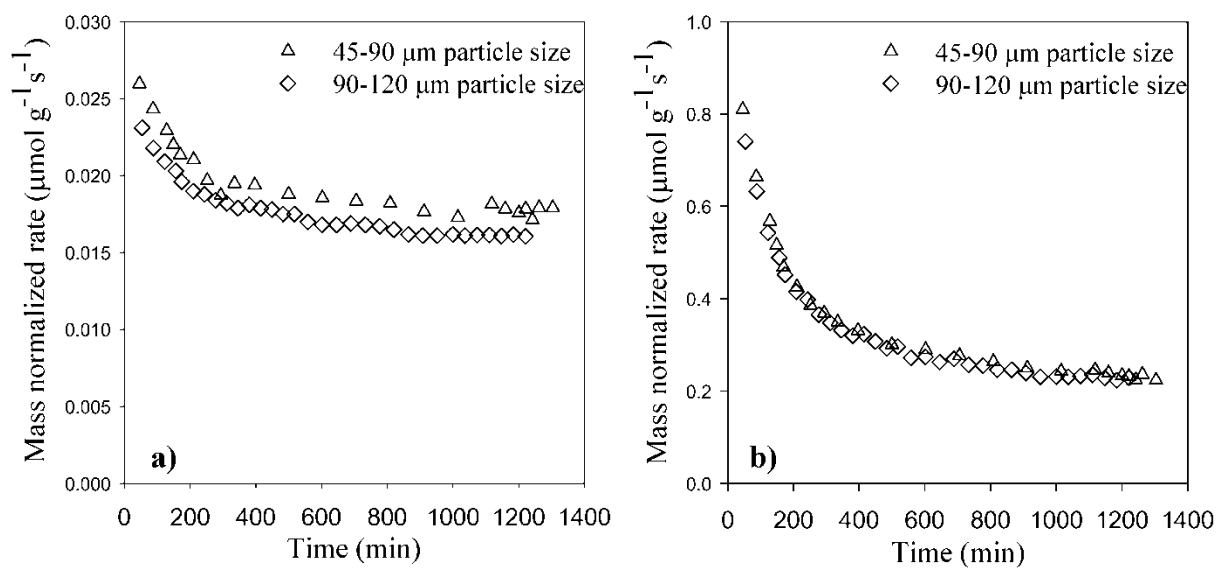 0.030
0.025
0.020
0.015
0.010
0.005
0.000
Mass normalized rate (μmol g⁻¹ s⁻¹)
△ 45-90 μm particle size
◇ 90-120 μm particle size
a)
0 200 400 600 800 1000 1200 1400
Time (min)
1.0
0.8
0.6
0.4
0.2
0.0
Mass normalized rate (μmol g⁻¹ s⁻¹)
△ 45-90 μm particle size
◇ 90-120 μm particle size
b)
0 200 400 600 800 1000 1200 1400
Time (min)